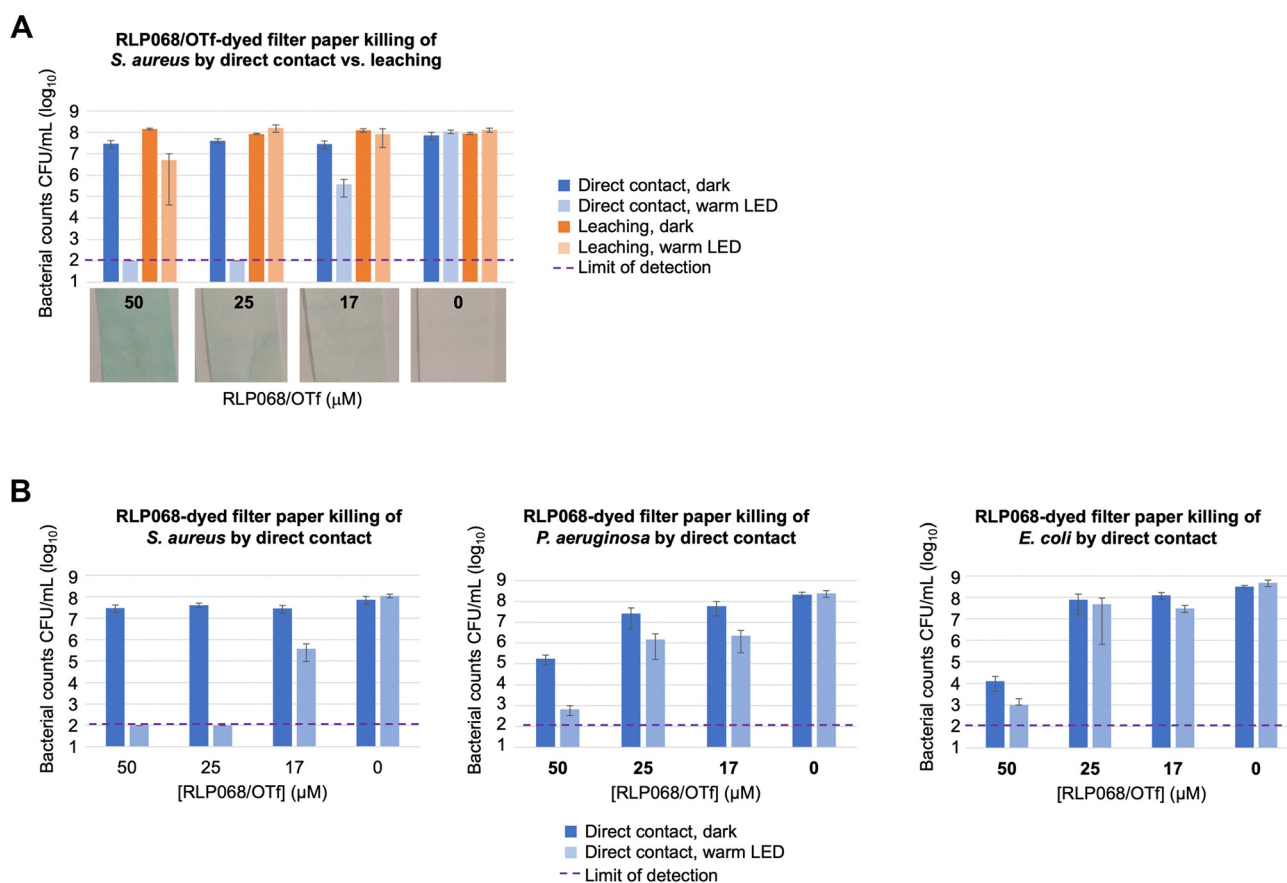 A
RLP068/OTf-dyed filter paper killing of
S. aureus by direct contact vs. leaching
Bacterial counts CFU/mL (log10)
9
8
7
6
5
4
3
2
1
50 25 17 0
RLP068/OTf (μM)
Direct contact, dark
Direct contact, warm LED
Leaching, dark
Leaching, warm LED
Limit of detection
B
RLP068-dyed filter paper killing of
S. aureus by direct contact
Bacterial counts CFU/mL (log10)
9
8
7
6
5
4
3
2
1
50 25 17 0
[RLP068/OTf] (μM)
RLP068-dyed filter paper killing of
P. aeruginosa by direct contact
Bacterial counts CFU/mL (log10)
9
8
7
6
5
4
3
2
1
50 25 17 0
[RLP068/OTf] (μM)
RLP068-dyed filter paper killing of
E. coli by direct contact
Bacterial counts CFU/mL (log10)
9
8
7
6
5
4
3
2
1
50 25 17 0
[RLP068/OTf] (μM)
Direct contact, dark
Direct contact, warm LED
Limit of detection